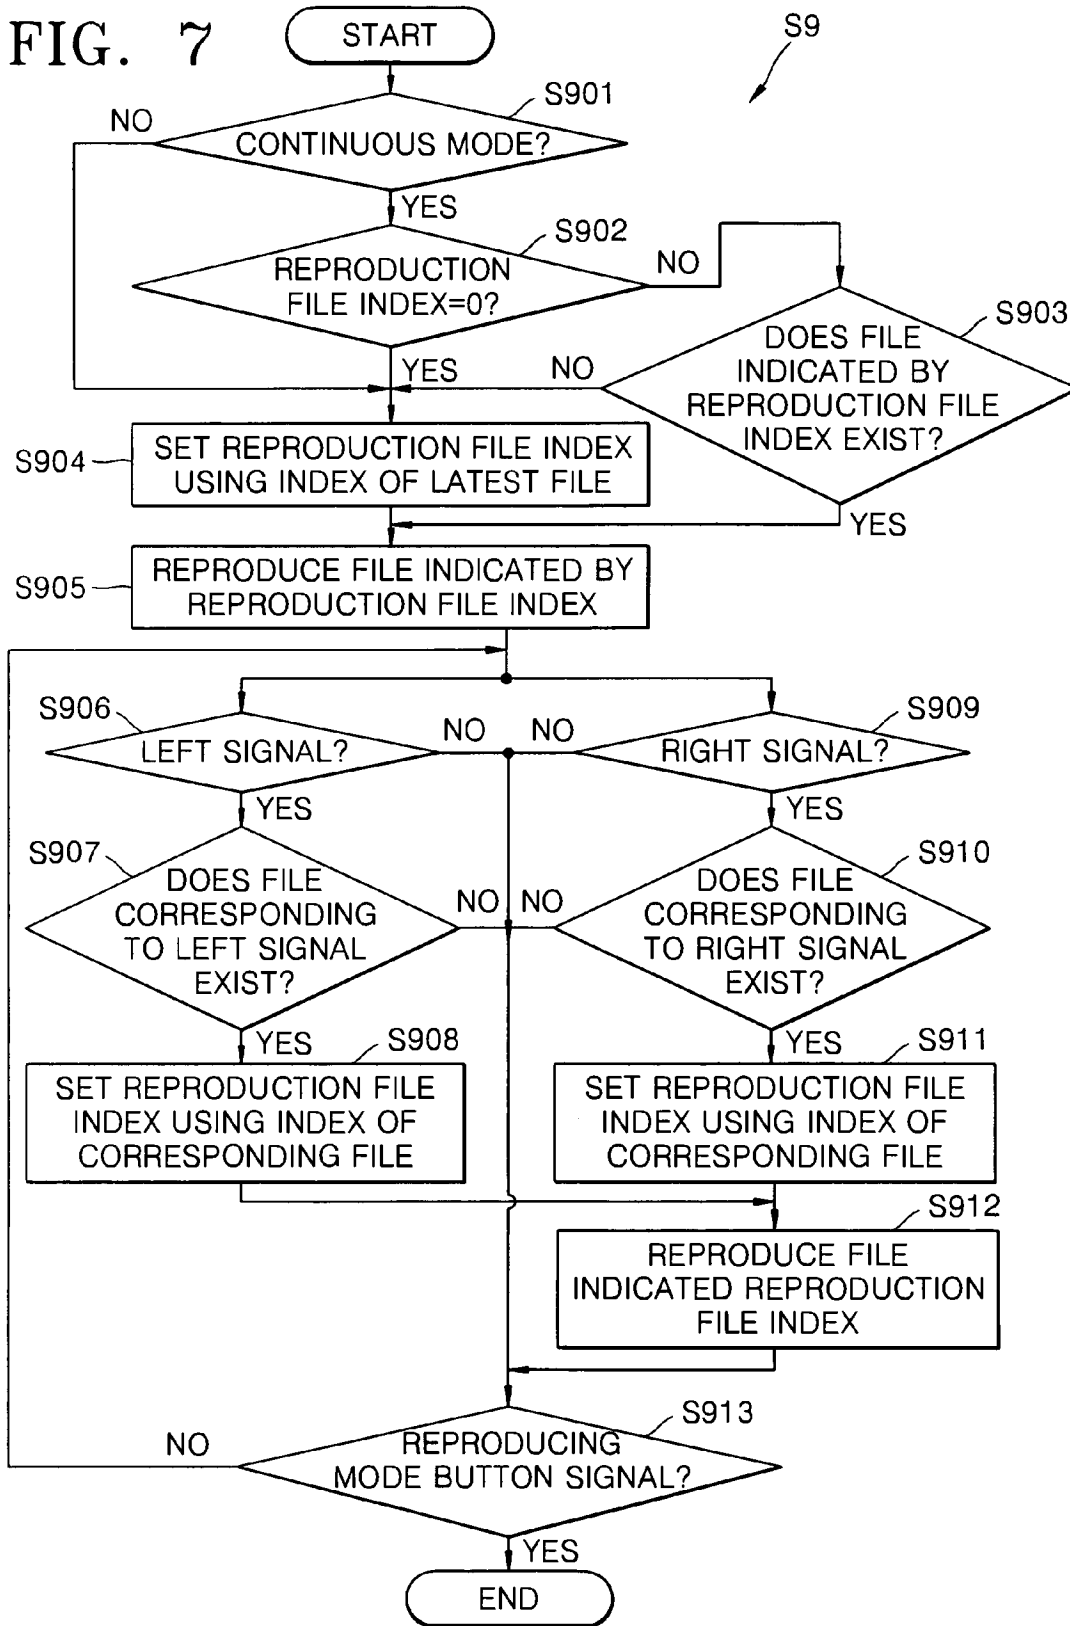 FIG. 7
START
S9
S901
NO
CONTINUOUS MODE?
YES
S902
REPRODUCTION
FILE INDEX=0?
NO
S903
DOES FILE
INDICATED BY
REPRODUCTION FILE
INDEX EXIST?
YES
NO
S904
SET REPRODUCTION FILE INDEX
USING INDEX OF LATEST FILE
YES
S905
REPRODUCE FILE INDICATED BY
REPRODUCTION FILE INDEX
S906
LEFT SIGNAL?
NO
NO
S909
RIGHT SIGNAL?
YES
YES
S907
DOES FILE
CORRESPONDING
TO LEFT SIGNAL
EXIST?
NO
NO
S910
DOES FILE
CORRESPONDING
TO RIGHT SIGNAL
EXIST?
YES
S908
YES
S911
SET REPRODUCTION FILE
INDEX USING INDEX OF
CORRESPONDING FILE
SET REPRODUCTION FILE
INDEX USING INDEX OF
CORRESPONDING FILE
S912
REPRODUCE FILE
INDICATED REPRODUCTION
FILE INDEX
S913
NO
REPRODUCING
MODE BUTTON SIGNAL?
YES
END